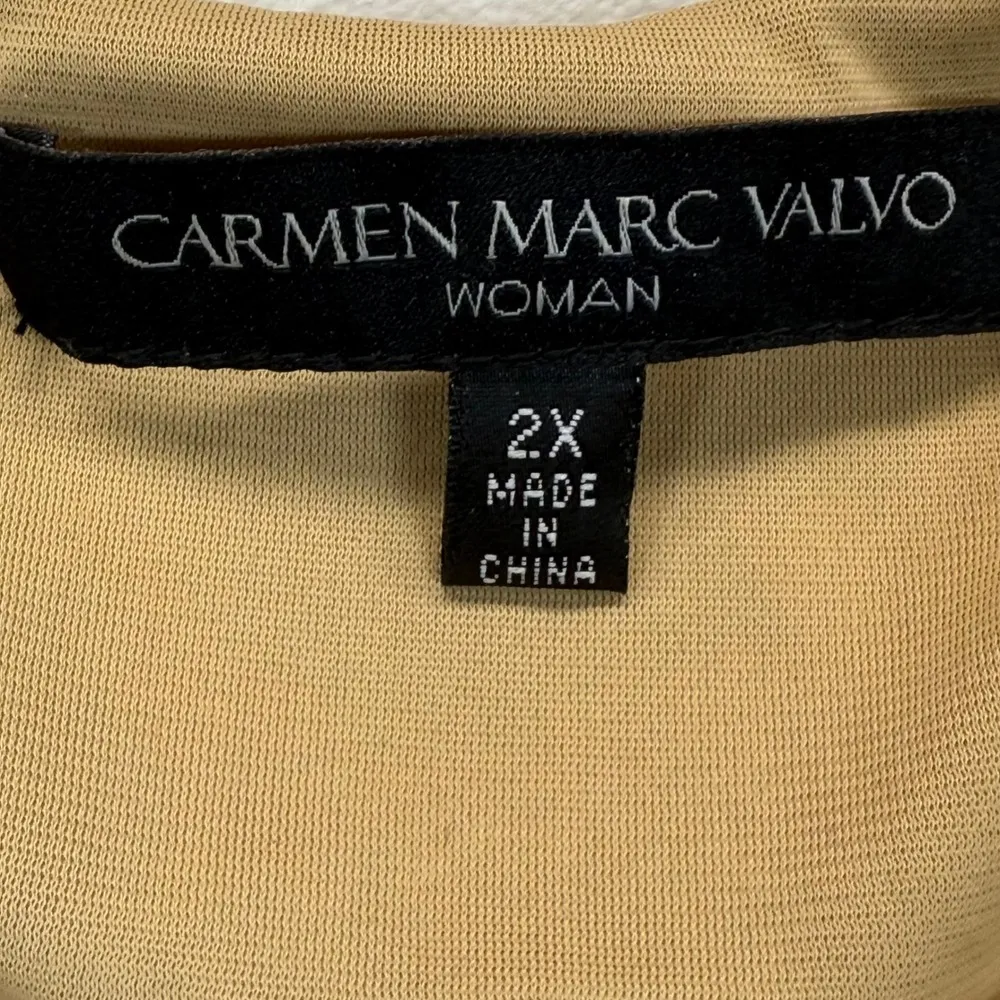 CARMEN MARC VALVO
WOMAN
2X
MADE
IN
CHINA